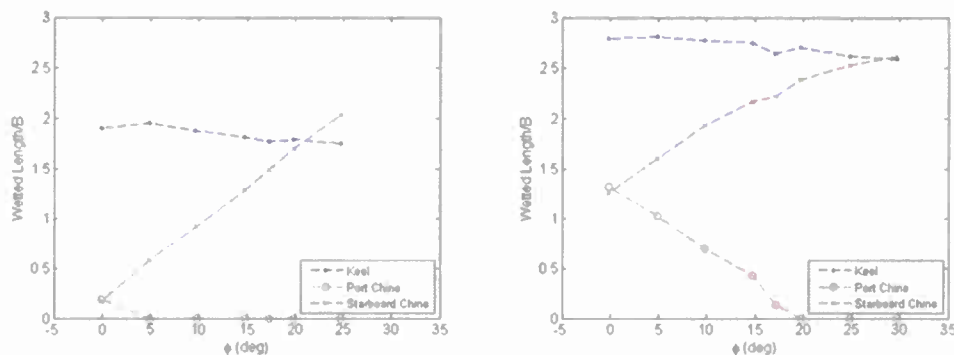 3
2 5
2
1 5
1
0 5
0
Wetted Length/B
-5 0 5 10 15 20 25 30 35
ϕ (deg)
Keel
Port Chine
Starboard Chine
3
2 5
2
1 5
1
0 5
0
Wetted Length/B
-5 0 5 10 15 20 25 30 35
ϕ (deg)
Keel
Port Chine
Starboard Chine